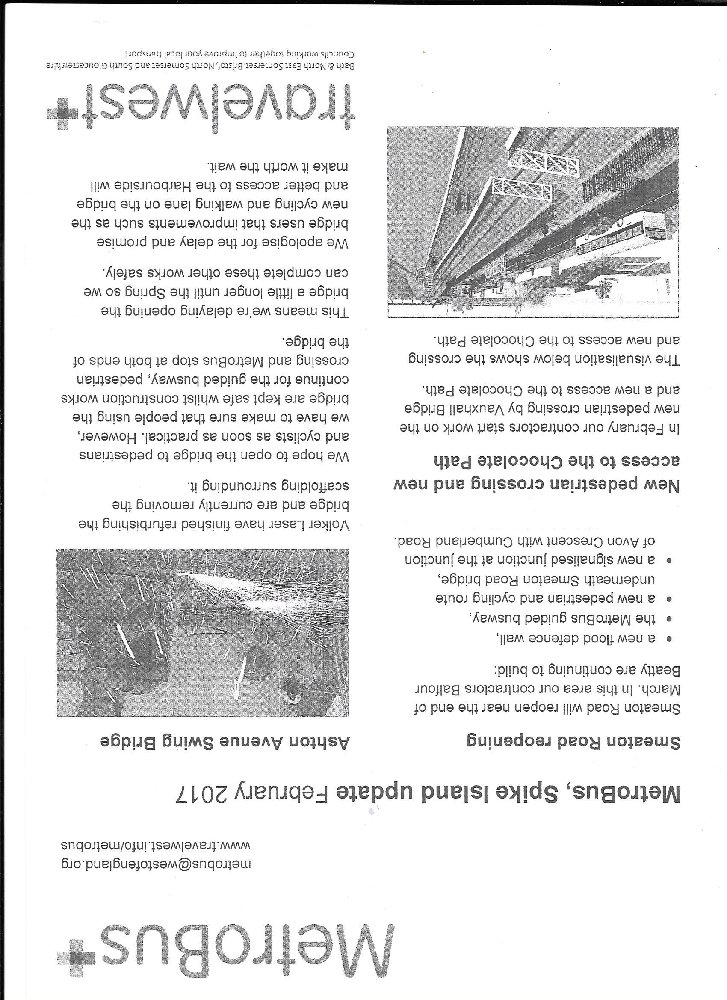 MetroBus
metrobus@westofengland.org
www.travelwest.info/metrobus
MetroBus, Spike Island update February 2017
Smeaton Road reopening
Smeaton Road will reopen near the end of
March. In this area our contractors Balfour
Beatty are continuing to build:
• a new flood defence wall,
• the MetroBus guided busway,
• a new pedestrian and cycling route
underneath Smeaton Road bridge,
• a new signalised junction at the junction
of Avon Crescent with Cumberland Road.
New pedestrian crossing and new
access to the Chocolate Path
In February our contractors start work on the
new pedestrian crossing by Vauxhall Bridge
and a new access to the Chocolate Path.
The visualisation below shows the crossing
and new access to the Chocolate Path.
Ashton Avenue Swing Bridge
Volker Laser have finished refurbishing the
bridge and are currently removing the
scaffolding surrounding it.
We hope to open the bridge to pedestrians
and cyclists as soon as practical. However,
we have to make sure that people using the
bridge are kept safe whilst construction works
continue for the guided busway, pedestrian
crossing and MetroBus stop at both ends of
the bridge.
This means we're delaying opening the
bridge a little longer until the Spring so we
can complete these other works safely.
We apologise for the delay and promise
bridge users that improvements such as the
new cycling and walking lane on the bridge
and better access to the Harbourside will
make it worth the wait.
travelwest
Bath & North East Somerset, Bristol, North Somerset and South Gloucestershire
Councils working together to improve your local transport